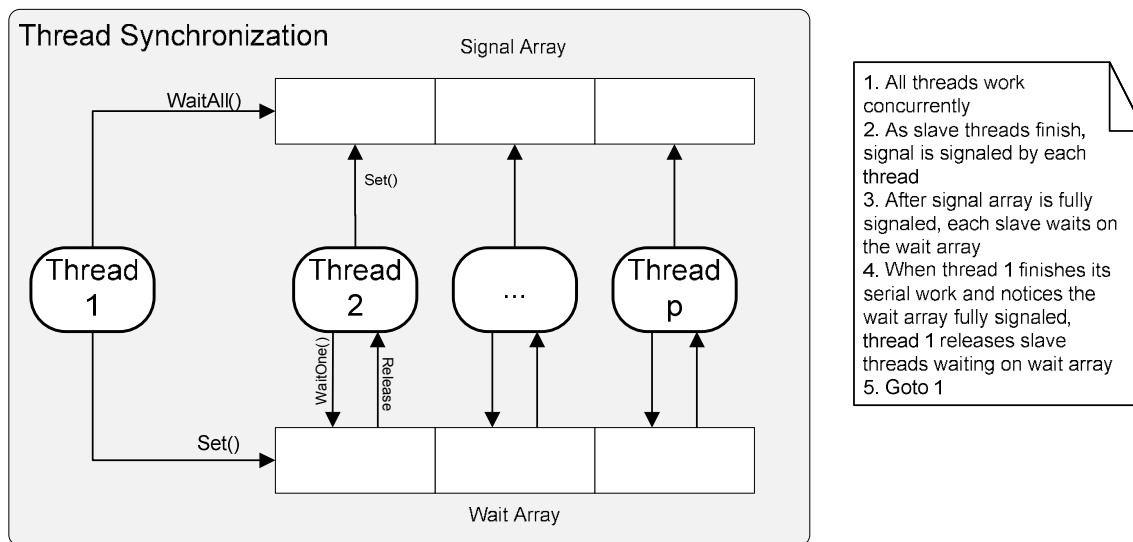 Thread Synchronization
Signal Array
WaitAll()
Set()
Thread
1
Thread
2
...
Thread
p
WaitOne()
Release
Set()
Wait Array
1. All threads work
concurrently
2. As slave threads finish,
signal is signaled by each
thread
3. After signal array is fully
signaled, each slave waits on
the wait array
4. When thread 1 finishes its
serial work and notices the
wait array fully signaled,
thread 1 releases slave
threads waiting on wait array
5. Goto 1